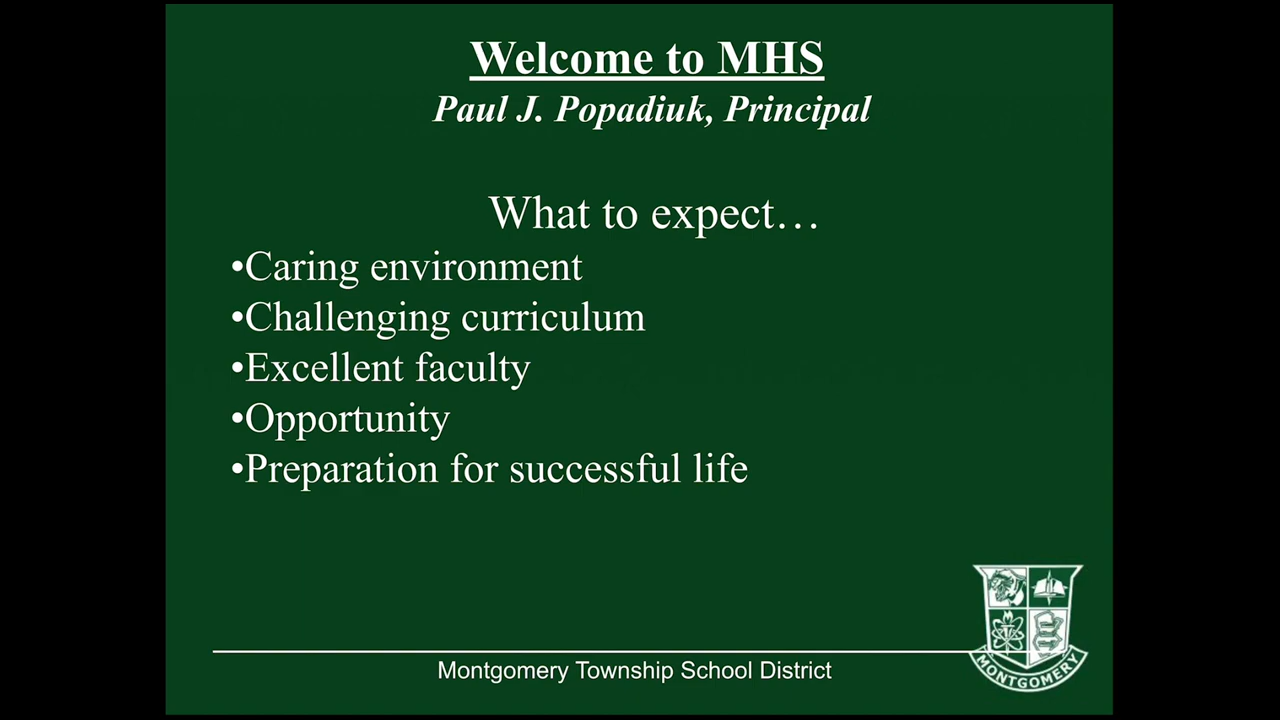 Welcome to MHS
Paul J. Popadiuk, Principal
What to expect…
•Caring environment
•Challenging curriculum
•Excellent faculty
•Opportunity
•Preparation for successful life
MONTGOMERY
Montgomery Township School District